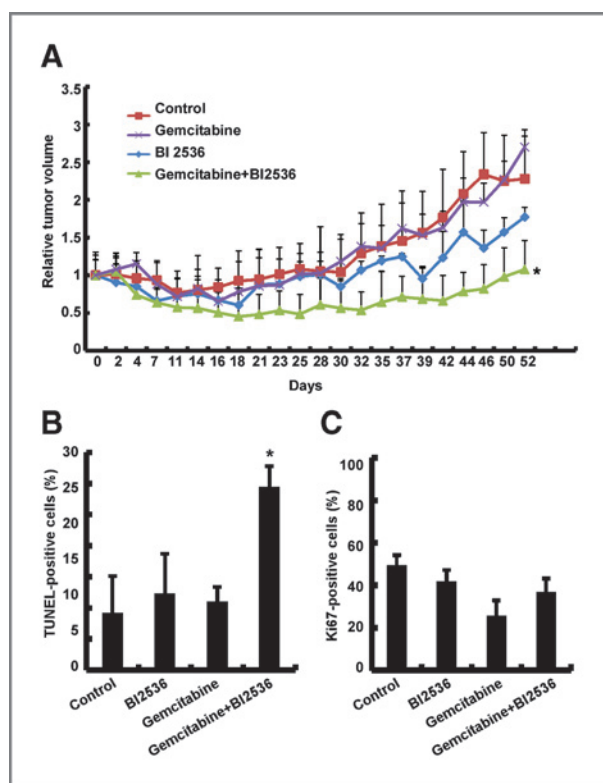 A
3.5
3
2.5
2
1.5
1
0.5
0
Relative tumor volume
Control
Gemcitabine
BI 2536
Gemcitabine+BI2536
*
0 2 4 7 11 14 16 18 21 23 25 28 30 32 35 37 39 42 44 46 50 52
Days
B
30
25
20
15
10
5
0
TUNEL-positive cells (%)
*
Control
BI2536
Gemcitabine
Gemcitabine+BI2536
C
100
80
60
40
20
0
Ki67-positive cells (%)
Control
BI2536
Gemcitabine
Gemcitabine+BI2536